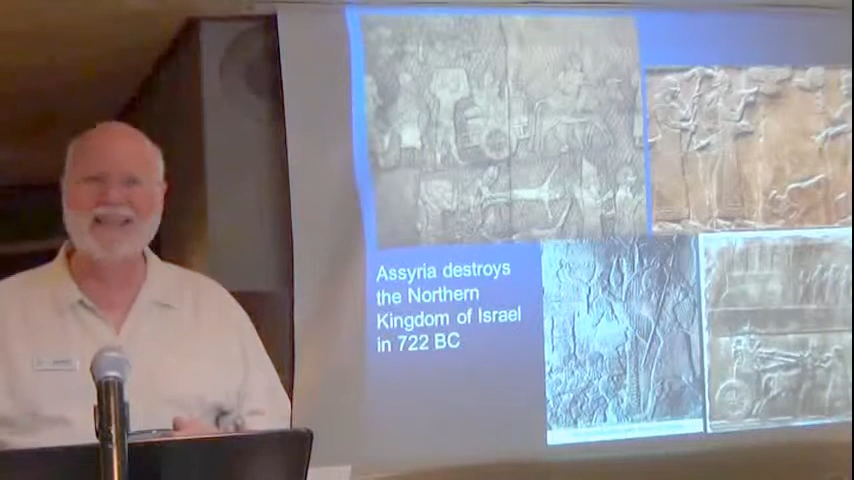 Assyria destroys
the Northern
Kingdom of Israel
in 722 BC